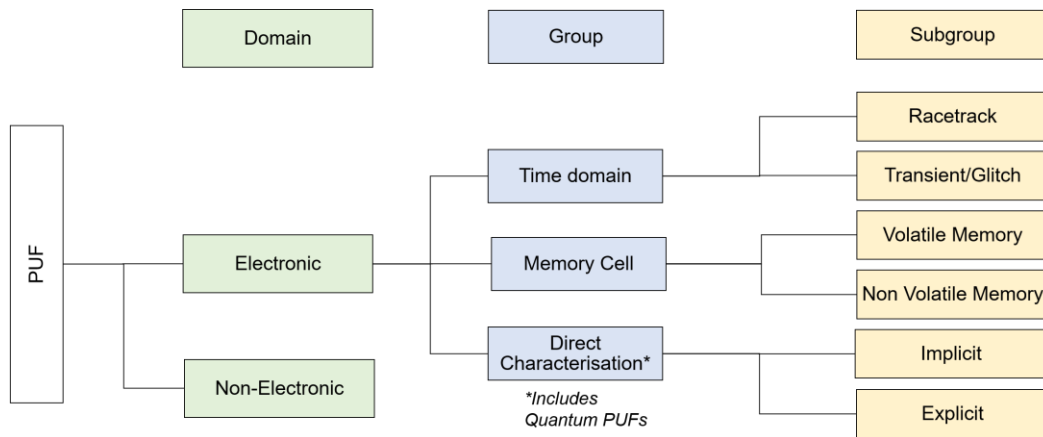 Domain
Group
Subgroup
PUF
Electronic
Non-Electronic
Time domain
Memory Cell
Direct
Characterisation*
*Includes
Quantum PUFs
Racetrack
Transient/Glitch
Volatile Memory
Non Volatile Memory
Implicit
Explicit